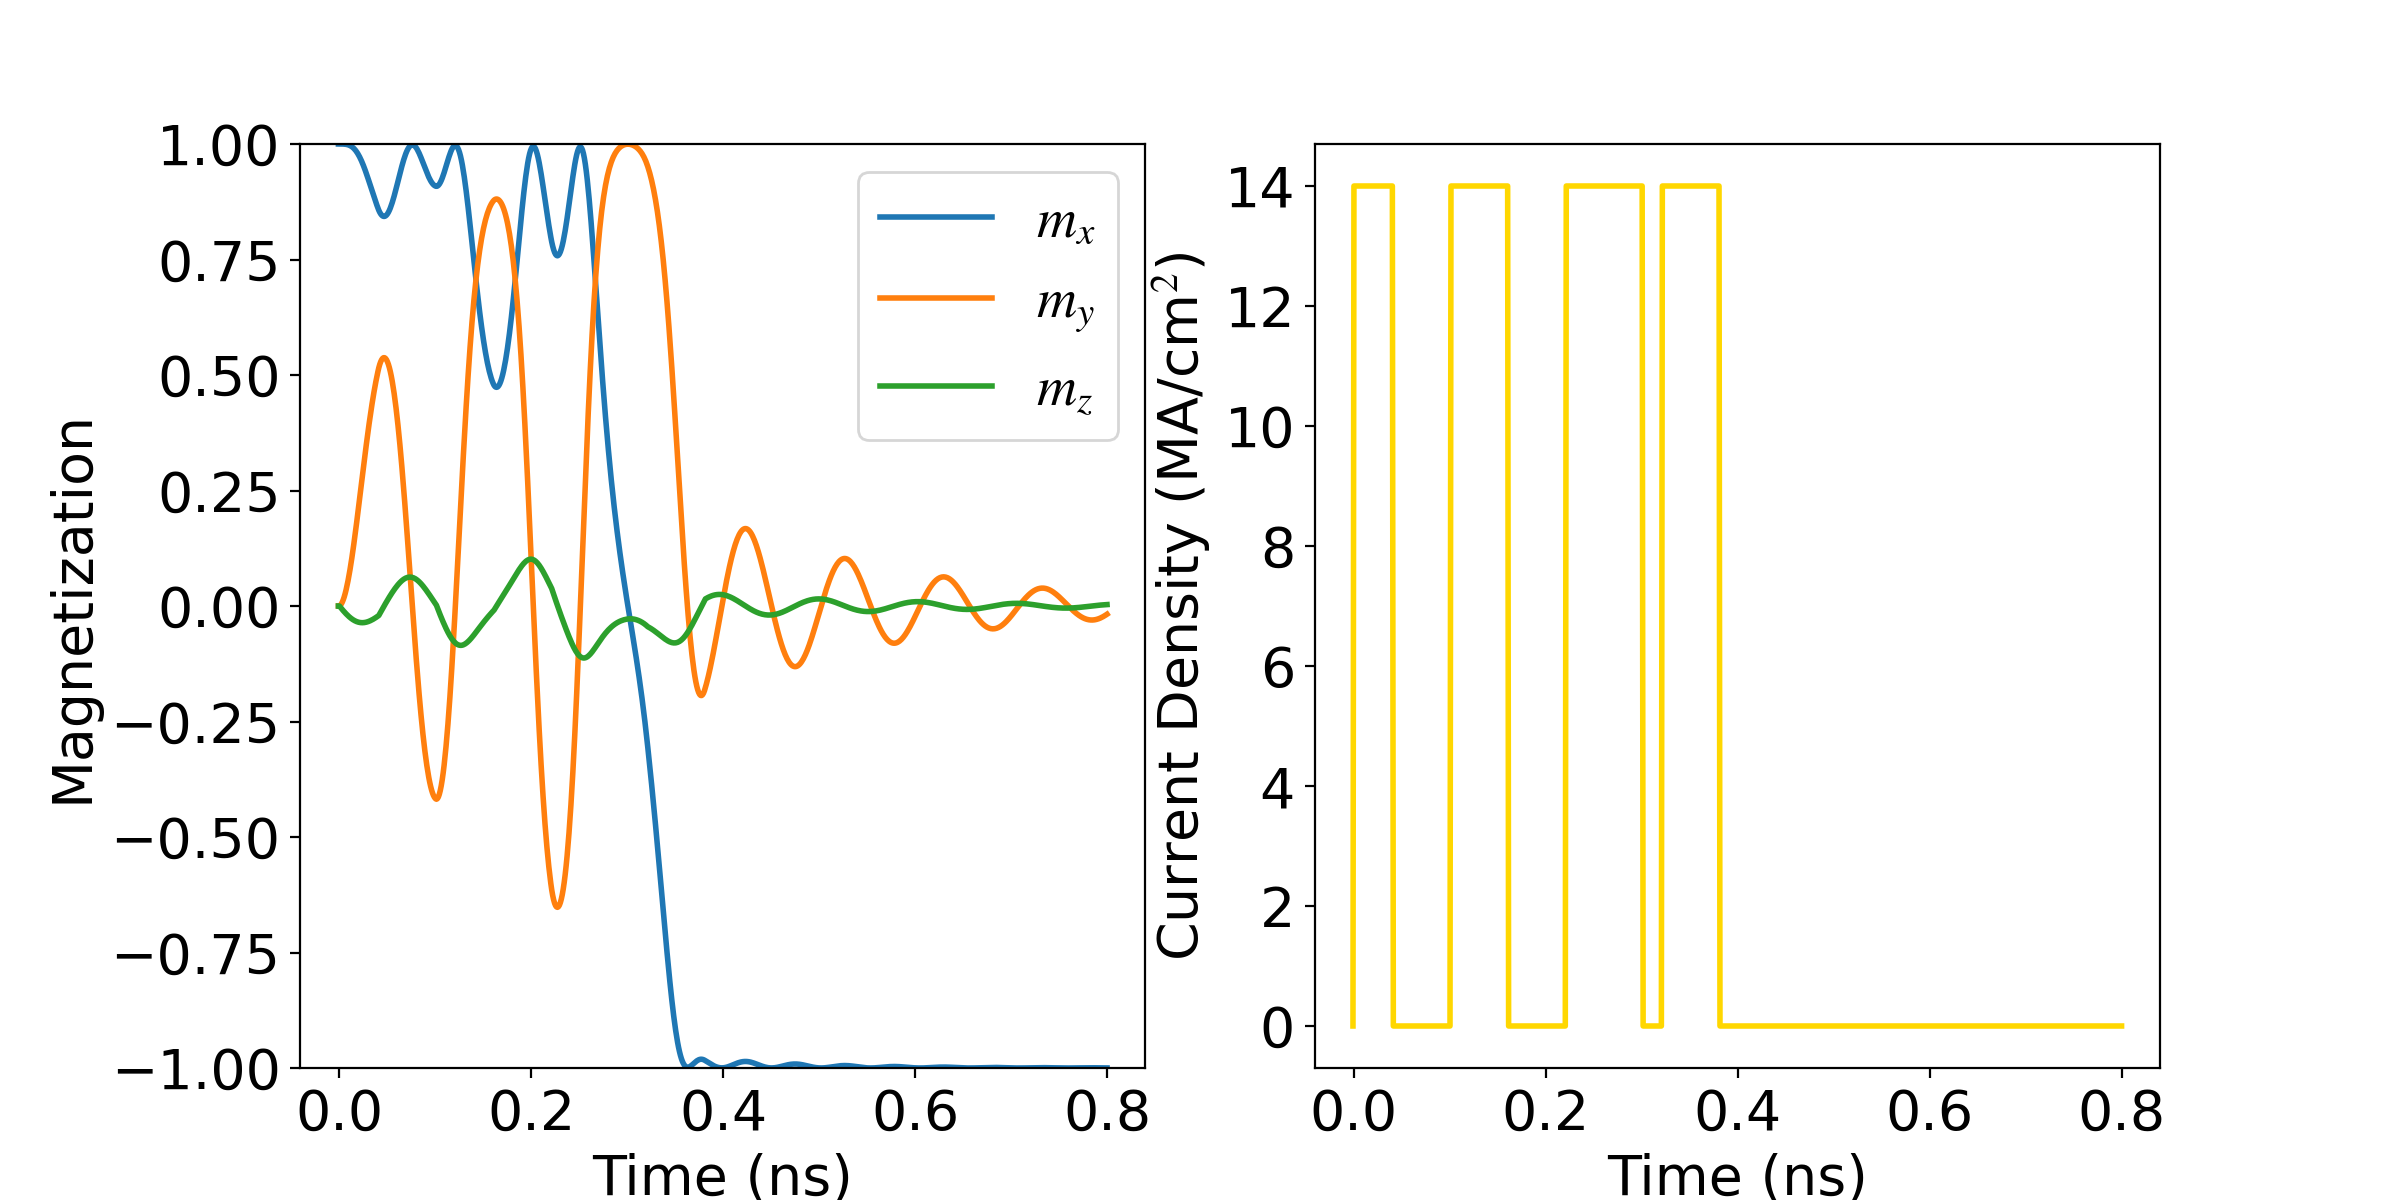 1.00
0.75
0.50
0.25
0.00
−0.25
−0.50
−0.75
−1.00
Magnetization
0.0 0.2 0.4 0.6 0.8
Time (ns)
m_x
m_y
m_z
14
12
10
8
6
4
2
0
Current Density (MA/cm²)
0.0 0.2 0.4 0.6 0.8
Time (ns)